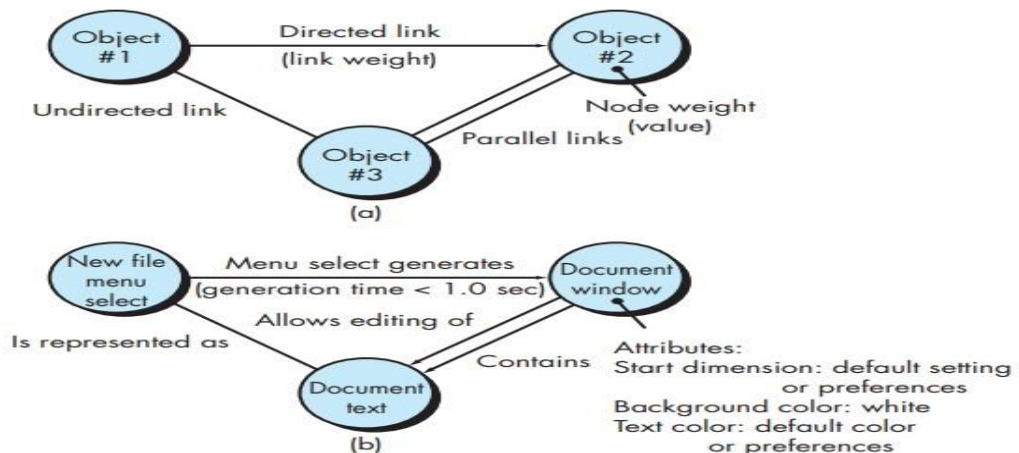 Object
#1
Directed link
(link weight)
Object
#2
Undirected link
Node weight
(value)
Parallel links
Object
#3
(a)
New file
menu
select
Menu select generates
(generation time < 1.0 sec)
Document
window
Allows editing of
Is represented as
Contains
Attributes:
Start dimension: default setting
or preferences
Background color: white
Text color: default color
or preferences
Document
text
(b)